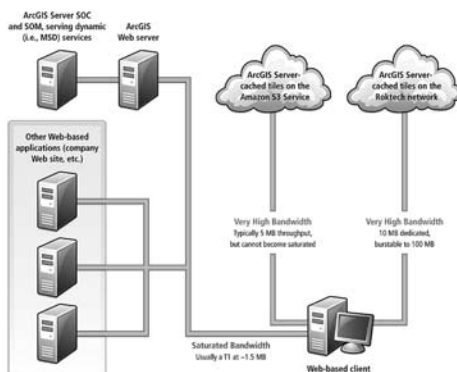 ArcGIS Server SOC
and SOM, serving dynamic
(i.e., MSD) services
ArcGIS
Web server
ArcGIS Server-
cached tiles on the
Amazon S3 Service
ArcGIS Server-
cached tiles on the
Roktech network
Other Web-based
applications (company
Web site, etc.)
Very High Bandwidth
Typically 5 MB throughput,
but cannot become saturated
Very High Bandwidth
10 MB dedicated,
burstable to 100 MB
Saturated Bandwidth
Usually a T1 at ~1.5 MB
Web-based client